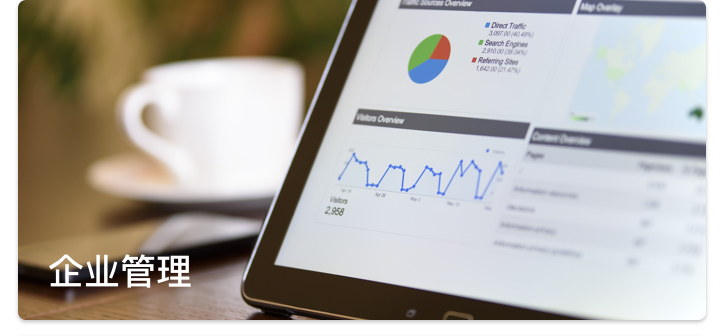 Traffic Sources Overview
Map Overlay
Direct Traffic
3,097.00 (40.49%)
Search Engines
2,910.00 (38.04%)
Referring Sites
1,642.00 (21.47%)
Visitors Overview
Visitors
2,958
Content Overview
Pages
企业管理